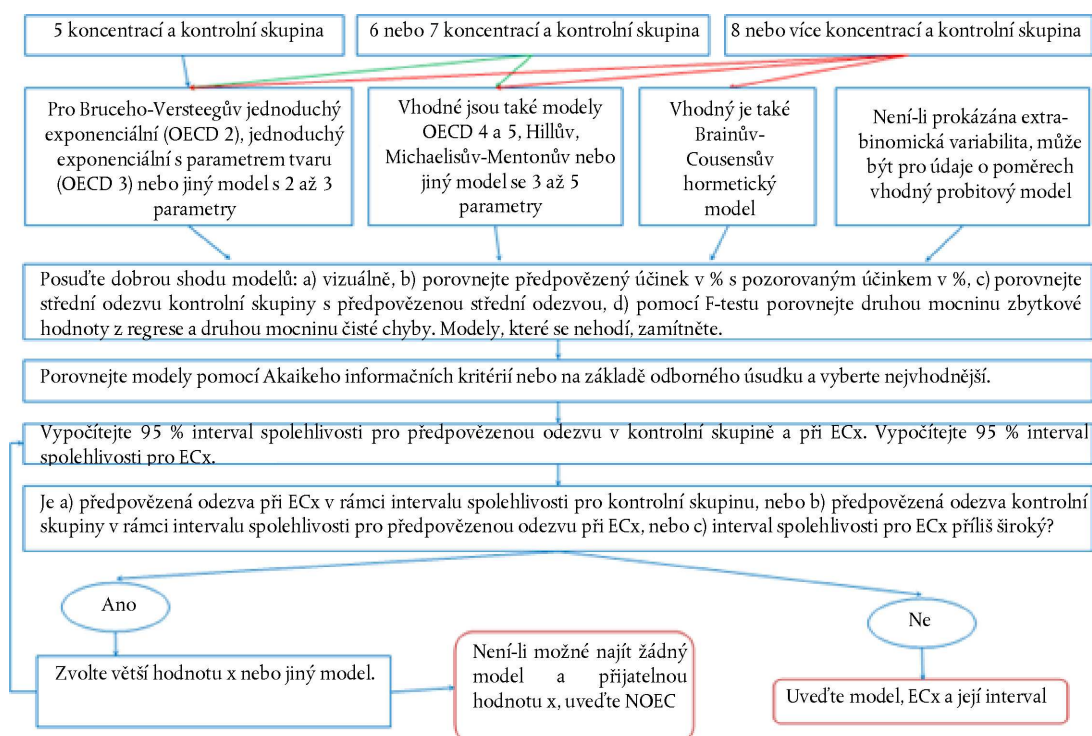 5 koncentrací a kontrolní skupina
6 nebo 7 koncentrací a kontrolní skupina
8 nebo více koncentrací a kontrolní skupina
Pro Bruceho-Versteegův jednoduchý
exponenciální (OECD 2), jednoduchý
exponenciální s parametrem tvaru
(OECD 3) nebo jiný model s 2 až 3
parametry
Vhodné jsou také modely
OECD 4 a 5, Hillův,
Michaelisův-Mentonův nebo
jiný model se 3 až 5
parametry
Vhodný je také
Brainův-
Cousensův
hormetický
model
Není-li prokázána extra-
binomická variabilita, může
být pro údaje o poměrech
vhodný probitový model
Posuďte dobrou shodu modelů: a) vizuálně, b) porovnejte předpovězený účinek v % s pozorovaným účinkem v %, c) porovnejte
střední odezvu kontrolní skupiny s předpovězenou střední odezvou, d) pomocí F-testu porovnejte druhou mocninu zbytkové
hodnoty z regrese a druhou mocninu čisté chyby. Modely, které se nehodí, zamítněte.
Porovnejte modely pomocí Akaikeho informačních kritérií nebo na základě odborného úsudku a vyberte nejvhodnější.
Vypočítejte 95 % interval spolehlivosti pro předpovězenou odezvu v kontrolní skupině a při ECx. Vypočítejte 95 % interval
spolehlivosti pro ECx.
Je a) předpovězená odezva při ECx v rámci intervalu spolehlivosti pro kontrolní skupinu, nebo b) předpovězená odezva kontrolní
skupiny v rámci intervalu spolehlivosti pro předpovězenou odezvu při ECx, nebo c) interval spolehlivosti pro ECx příliš široký?
Ano
Ne
Zvolte větší hodnotu x nebo jiný model.
Není-li možné najít žádný
model a přijatelnou
hodnotu x, uveďte NOEC
Uveďte model, ECx a její interval